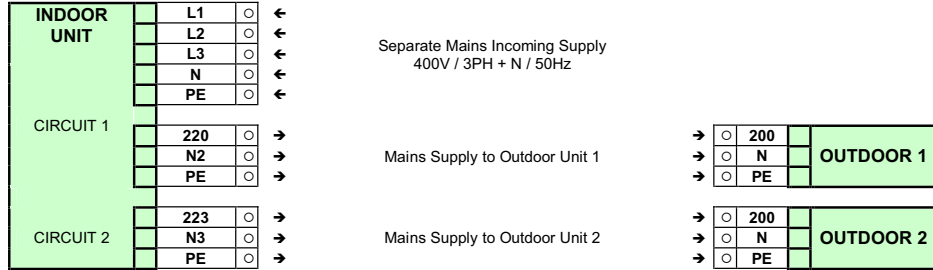 INDOOR
UNIT
L1 ○ ←
L2 ○ ←
L3 ○ ←
N ○ ←
PE ○ ←
Separate Mains Incoming Supply
400V / 3PH + N / 50Hz
CIRCUIT 1
220 ○ → → ○ 200
N2 ○ → Mains Supply to Outdoor Unit 1 → ○ N OUTDOOR 1
PE ○ → → ○ PE
223 ○ → → ○ 200
CIRCUIT 2 N3 ○ → Mains Supply to Outdoor Unit 2 → ○ N OUTDOOR 2
PE ○ → → ○ PE